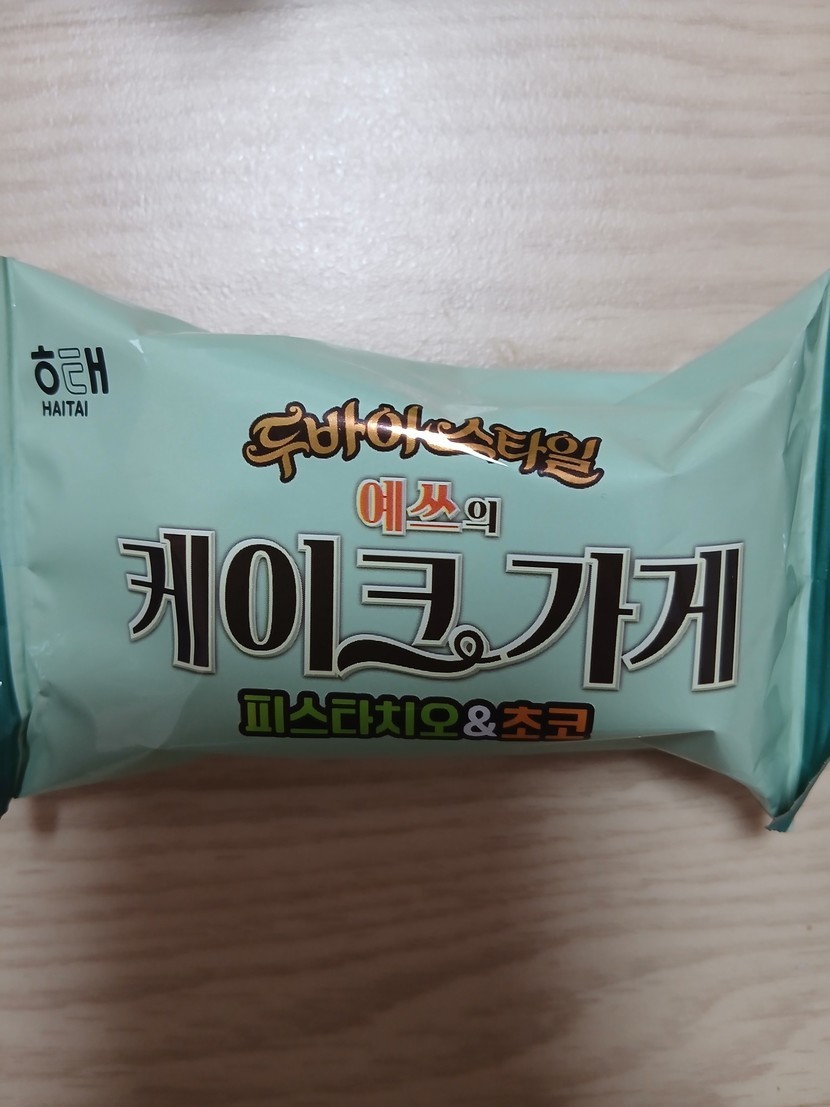 해태
HAITAI
두바이 스타일
예쓰의
케이크 가게
피스타치오&초코